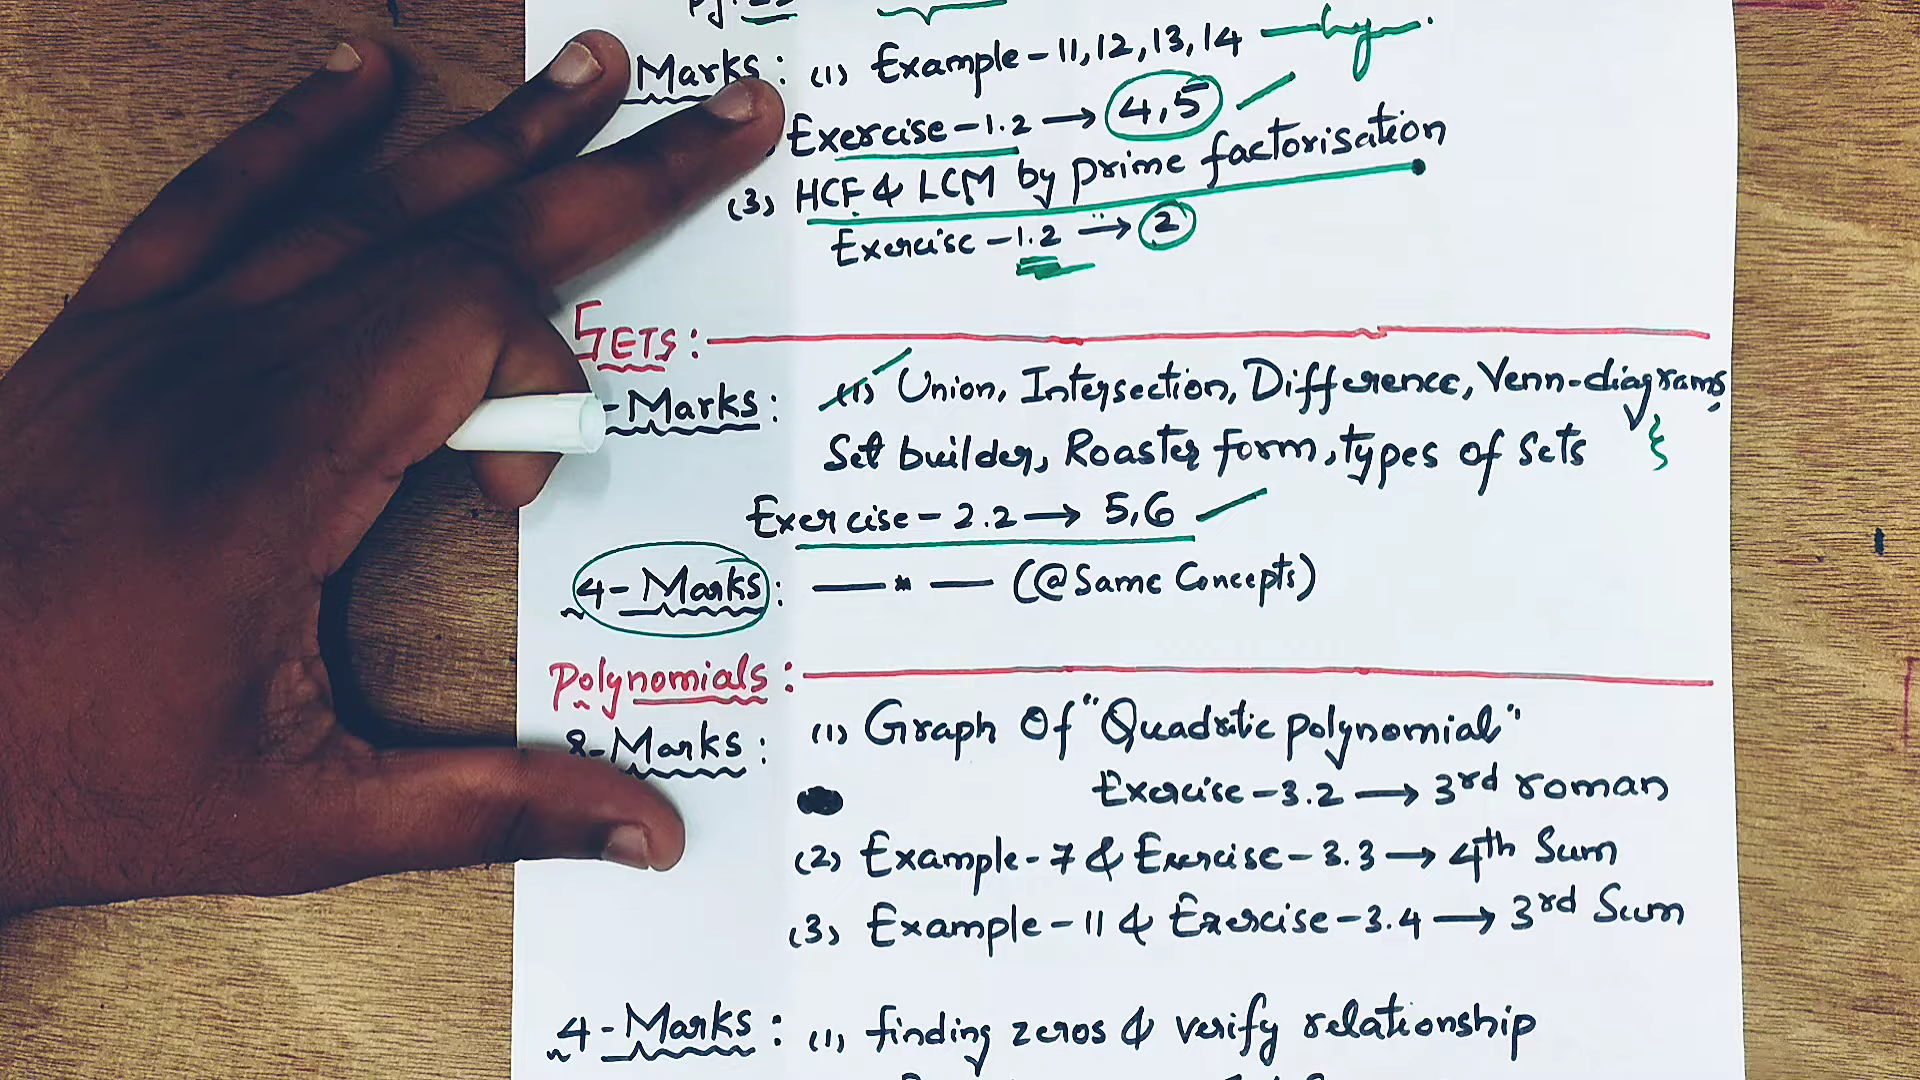 Marks: (1) Example-11,12,13,14
Exercise-1.2 → 4,5
(3) HCF & LCM by prime factorisation
Exercise-1.2 → 2
SETS:
-Marks: (1) Union, Intersection, Difference, Venn-diagrams,
Set builder, Roaster form, types of Sets
Exercise-2.2 → 5,6
4-Marks: —*— (@Same Concepts)
Polynomials:
8-Marks: (1) Graph Of "Quadratic polynomial"
Exercise-3.2 → 3rd roman
(2) Example-7 & Exercise-3.3 → 4th Sum
(3) Example-11 & Exercise-3.4 → 3rd Sum
4-Marks: (1) finding zeros & verify relationship